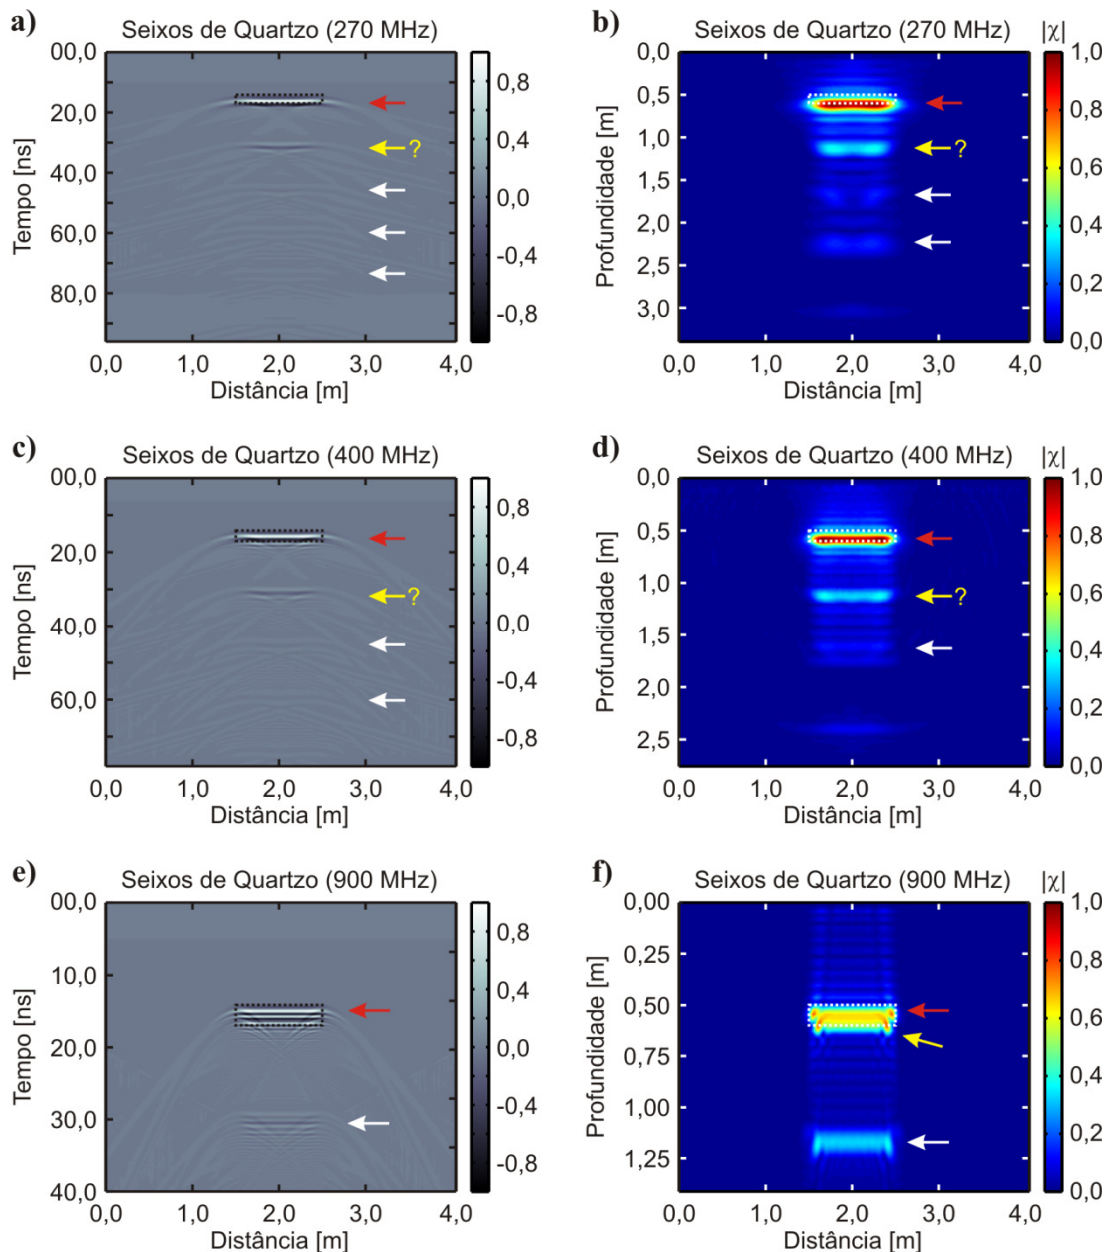 a)
Seixos de Quartzo (270 MHz)
00,0
20,0
40,0
60,0
80,0
Tempo [ns]
?
0,8
0,4
0,0
-0,4
-0,8
0,0 1,0 2,0 3,0 4,0
Distância [m]
b)
Seixos de Quartzo (270 MHz)
|χ|
0,0
0,5
1,0
1,5
2,0
2,5
3,0
Profundidade [m]
?
1,0
0,8
0,6
0,4
0,2
0,0
0,0 1,0 2,0 3,0 4,0
Distância [m]
c)
Seixos de Quartzo (400 MHz)
00,0
20,0
40,0
60,0
Tempo [ns]
?
0,8
0,4
0,0
-0,4
-0,8
0,0 1,0 2,0 3,0 4,0
Distância [m]
d)
Seixos de Quartzo (400 MHz)
|χ|
0,0
0,5
1,0
1,5
2,0
2,5
Profundidade [m]
?
1,0
0,8
0,6
0,4
0,2
0,0
0,0 1,0 2,0 3,0 4,0
Distância [m]
e)
Seixos de Quartzo (900 MHz)
00,0
10,0
20,0
30,0
40,0
Tempo [ns]
0,8
0,4
0,0
-0,4
-0,8
0,0 1,0 2,0 3,0 4,0
Distância [m]
f)
Seixos de Quartzo (900 MHz)
|χ|
0,00
0,25
0,50
0,75
1,00
1,25
Profundidade [m]
1,0
0,8
0,6
0,4
0,2
0,0
0,0 1,0 2,0 3,0 4,0
Distância [m]